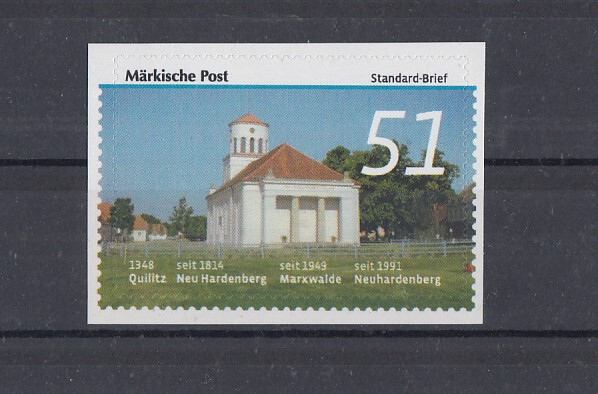 Märkische Post Standard-Brief
51
1348 seit 1814 seit 1949 seit 1991
Quilitz Neu Hardenberg Marxwalde Neuhardenberg